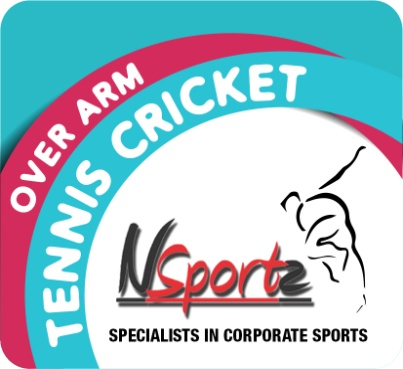 OVER ARM
TENNIS CRICKET
NSportz
SPECIALISTS IN CORPORATE SPORTS